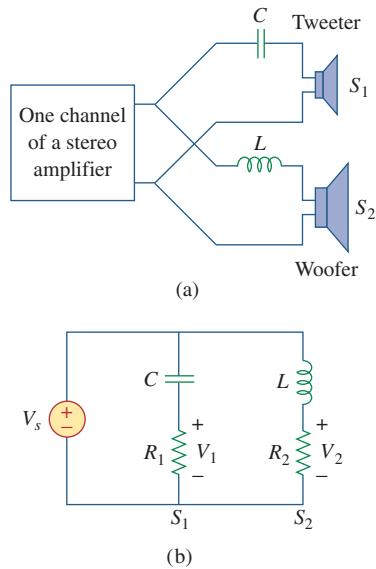 C
Tweeter
S1
One channel
of a stereo
amplifier
L
S2
Woofer
(a)
C
L
Vs
+
−
+
+
R1
V1
R2
V2
−
−
S1
S2
(b)